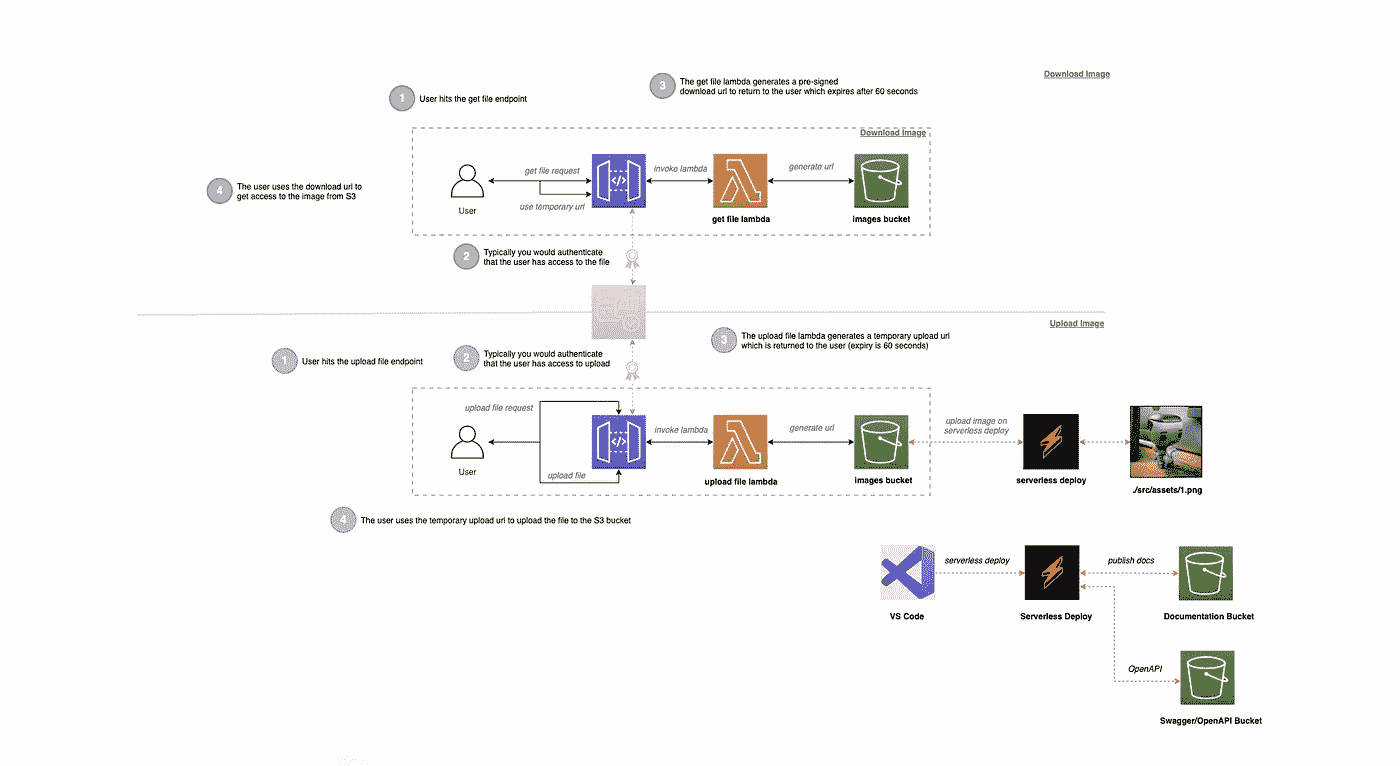 Download Image
1
User hits the get file endpoint
3
The get file lambda generates a pre-signed
download url to return to the user which expires after 60 seconds
Download Image
get file request
invoke lambda
generate url
4
The user uses the download url to
get access to the image from S3
use temporary url
User
get file lambda
images bucket
2
Typically you would authenticate
that the user has access to the file
Upload Image
1
User hits the upload file endpoint
2
Typically you would authenticate
that the user has access to upload
3
The upload file lambda generates a temporary upload url
which is returned to the user (expiry is 60 seconds)
upload file request
invoke lambda
generate url
upload image on
serverless deploy
User
upload file
upload file lambda
images bucket
serverless deploy
./src/assets/1.png
4
The user uses the temporary upload url to upload the file to the S3 bucket
serverless deploy
publish docs
VS Code
Serverless Deploy
Documentation Bucket
OpenAPI
Swagger/OpenAPI Bucket